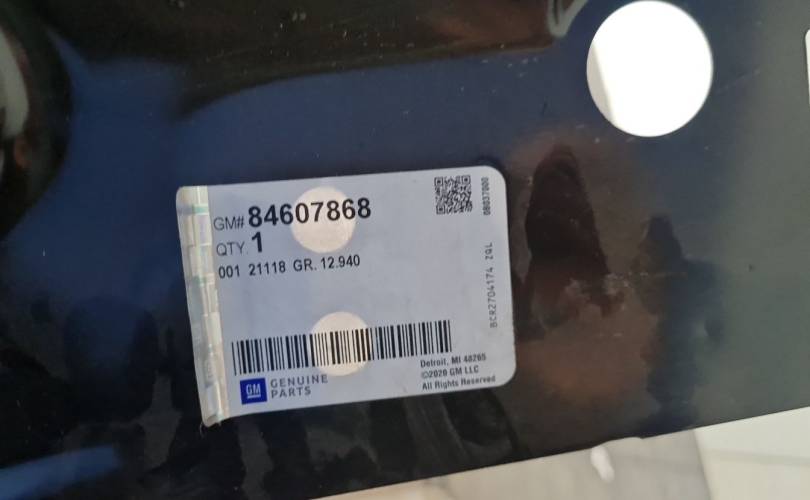 GM# 84607868
QTY. 1
001 21118 GR. 12.940
GM GENUINE
PARTS
Detroit, MI 48265
©2020 GM LLC
All Rights Reserved
BCR2704174 ZGL
08037000